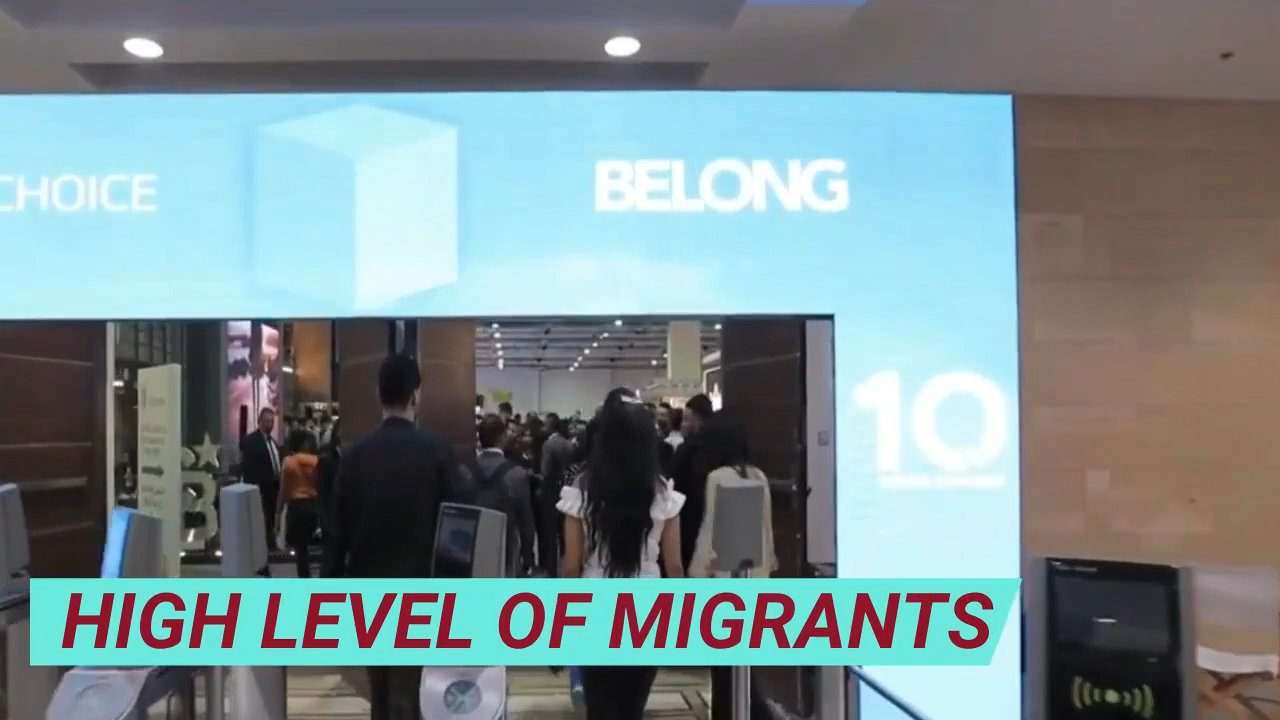 CHOICE
BELONG
10
B
HIGH LEVEL OF MIGRANTS